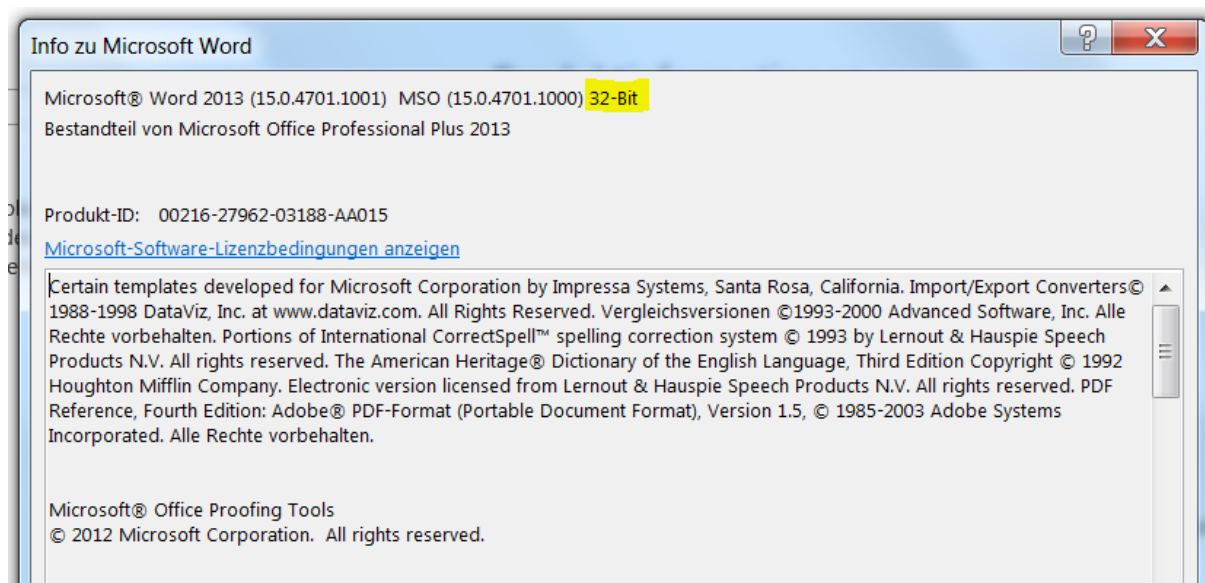 Info zu Microsoft Word
Microsoft® Word 2013 (15.0.4701.1001)  MSO (15.0.4701.1000) 32-Bit
Bestandteil von Microsoft Office Professional Plus 2013
Produkt-ID:   00216-27962-03188-AA015
Microsoft-Software-Lizenzbedingungen anzeigen
Certain templates developed for Microsoft Corporation by Impressa Systems, Santa Rosa, California. Import/Export Converters©
1988-1998 DataViz, Inc. at www.dataviz.com. All Rights Reserved. Vergleichsversionen ©1993-2000 Advanced Software, Inc. Alle
Rechte vorbehalten. Portions of International CorrectSpell™ spelling correction system © 1993 by Lernout & Hauspie Speech
Products N.V. All rights reserved. The American Heritage® Dictionary of the English Language, Third Edition Copyright © 1992
Houghton Mifflin Company. Electronic version licensed from Lernout & Hauspie Speech Products N.V. All rights reserved. PDF
Reference, Fourth Edition: Adobe® PDF-Format (Portable Document Format), Version 1.5, © 1985-2003 Adobe Systems
Incorporated. Alle Rechte vorbehalten.
Microsoft® Office Proofing Tools
© 2012 Microsoft Corporation.  All rights reserved.